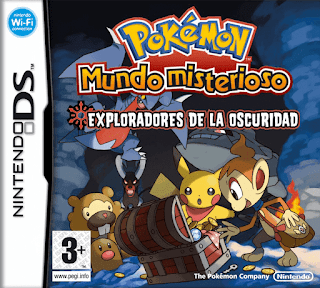 Nintendo
Wi-Fi
connection
NINTENDO DS
POKéMON
Mundo misterioso
EXPLORADORES DE LA OSCURIDAD
3+
www.pegi.info
The Pokémon Company
Nintendo